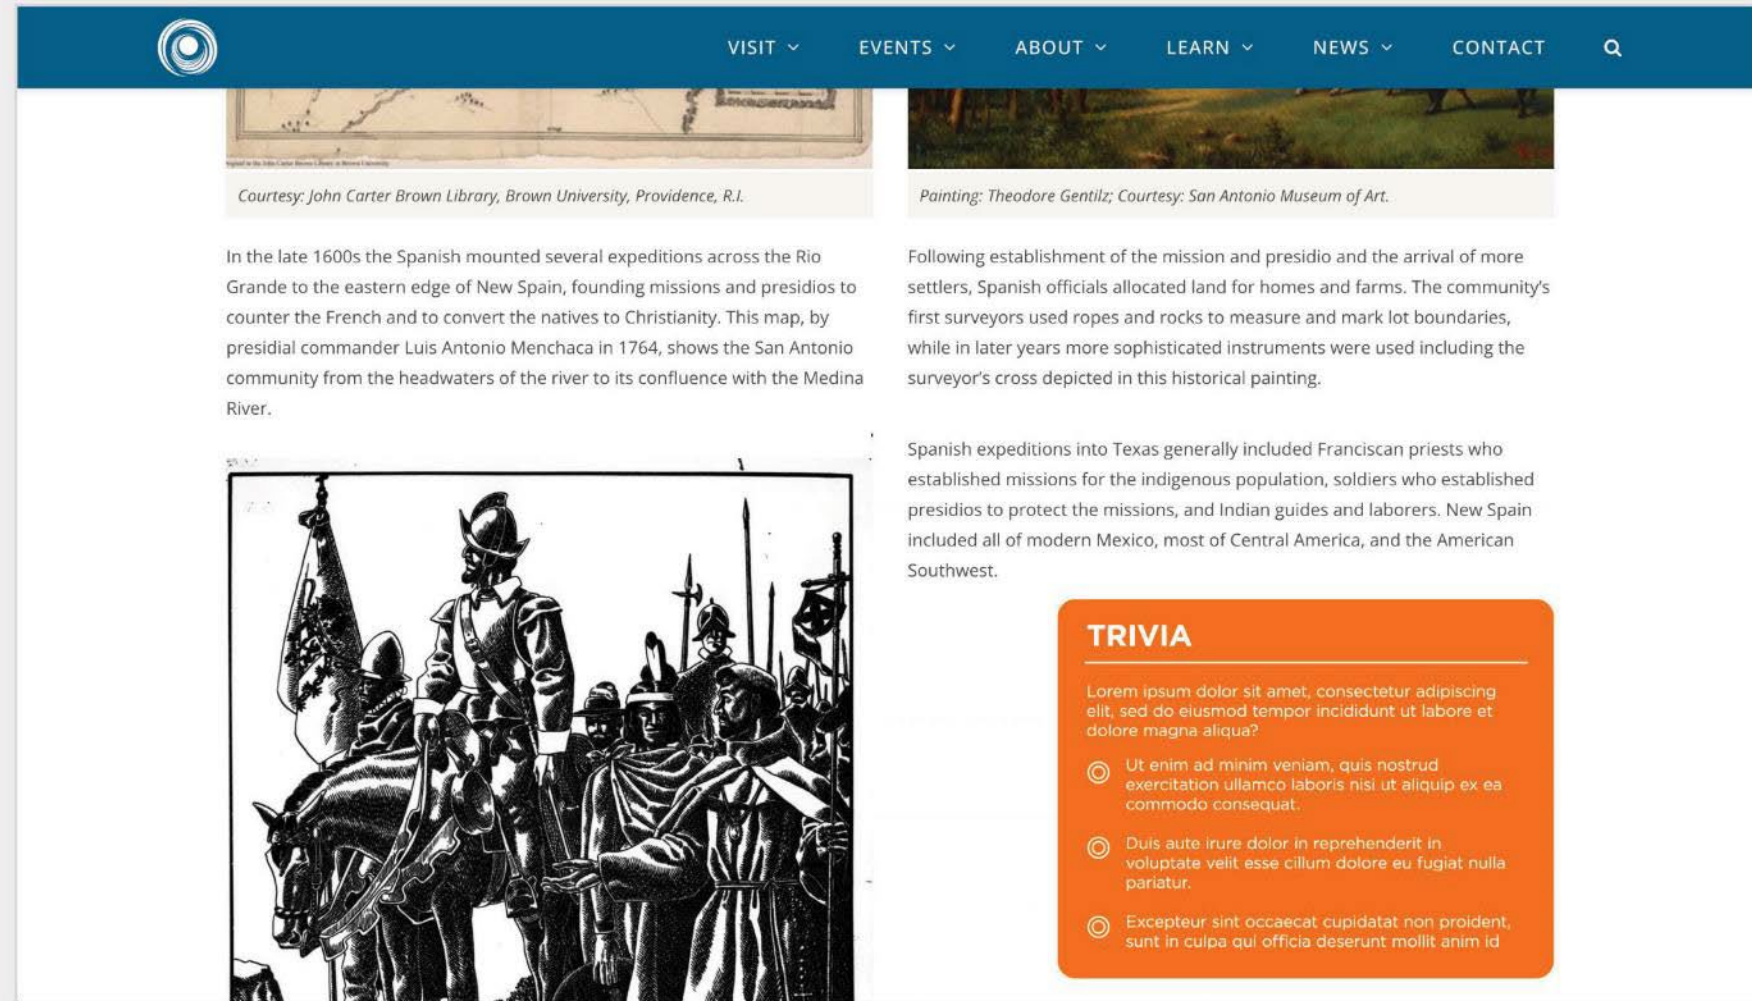 VISIT
EVENTS
ABOUT
LEARN
NEWS
CONTACT
Courtesy: John Carter Brown Library, Brown University, Providence, R.I.
In the late 1600s the Spanish mounted several expeditions across the Rio
Grande to the eastern edge of New Spain, founding missions and presidios to
counter the French and to convert the natives to Christianity. This map, by
presidial commander Luis Antonio Menchaca in 1764, shows the San Antonio
community from the headwaters of the river to its confluence with the Medina
River.
Painting: Theodore Gentilz; Courtesy: San Antonio Museum of Art.
Following establishment of the mission and presidio and the arrival of more
settlers, Spanish officials allocated land for homes and farms. The community's
first surveyors used ropes and rocks to measure and mark lot boundaries,
while in later years more sophisticated instruments were used including the
surveyor's cross depicted in this historical painting.
Spanish expeditions into Texas generally included Franciscan priests who
established missions for the indigenous population, soldiers who established
presidios to protect the missions, and Indian guides and laborers. New Spain
included all of modern Mexico, most of Central America, and the American
Southwest.
TRIVIA
Lorem ipsum dolor sit amet, consectetur adipiscing
elit, sed do eiusmod tempor incididunt ut labore et
dolore magna aliqua?
Ut enim ad minim veniam, quis nostrud
exercitation ullamco laboris nisi ut aliquip ex ea
commodo consequat.
Duis aute irure dolor in reprehenderit in
voluptate velit esse cillum dolore eu fugiat nulla
pariatur.
Excepteur sint occaecat cupidatat non proident,
sunt in culpa qui officia deserunt mollit anim id